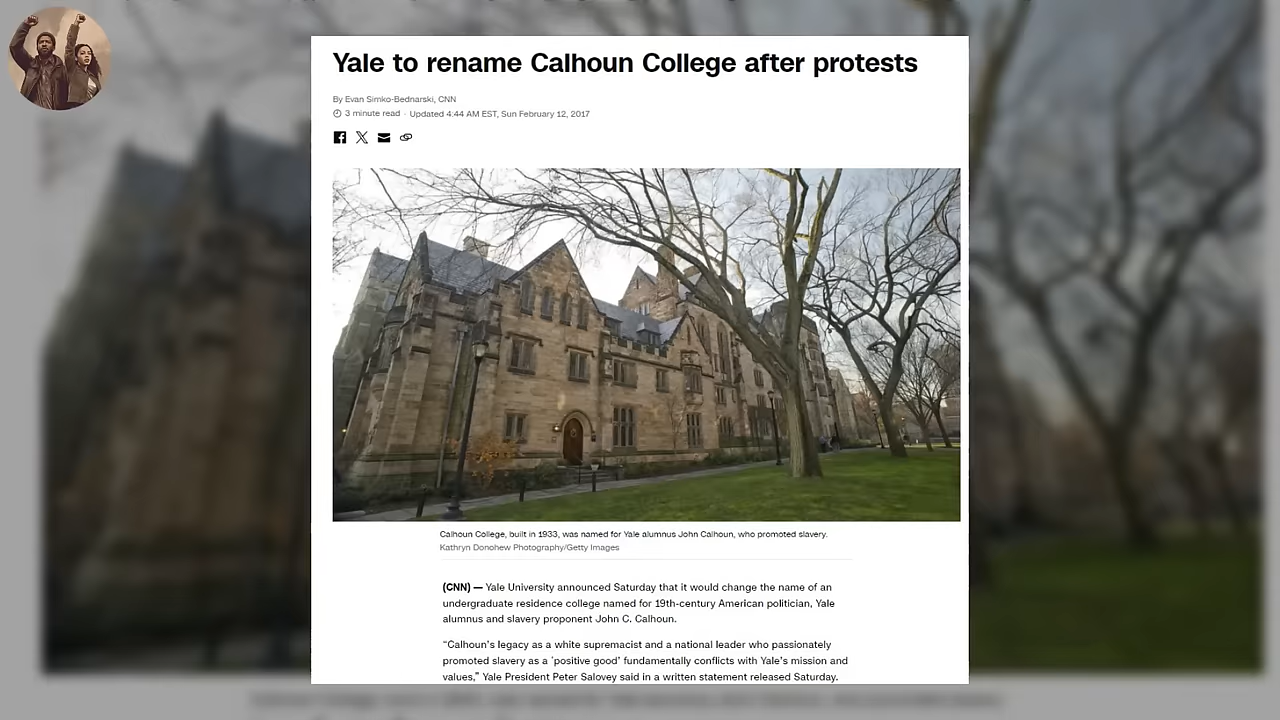 Yale to rename Calhoun College after protests
By Evan Simko-Bednarski, CNN
3 minute read · Updated 4:44 AM EST, Sun February 12, 2017
Calhoun College, built in 1933, was named for Yale alumnus John Calhoun, who promoted slavery.
Kathryn Donohew Photography/Getty Images
(CNN) — Yale University announced Saturday that it would change the name of an
undergraduate residence college named for 19th-century American politician, Yale
alumnus and slavery proponent John C. Calhoun.
“Calhoun’s legacy as a white supremacist and a national leader who passionately
promoted slavery as a ‘positive good’ fundamentally conflicts with Yale’s mission and
values,” Yale President Peter Salovey said in a written statement released Saturday.